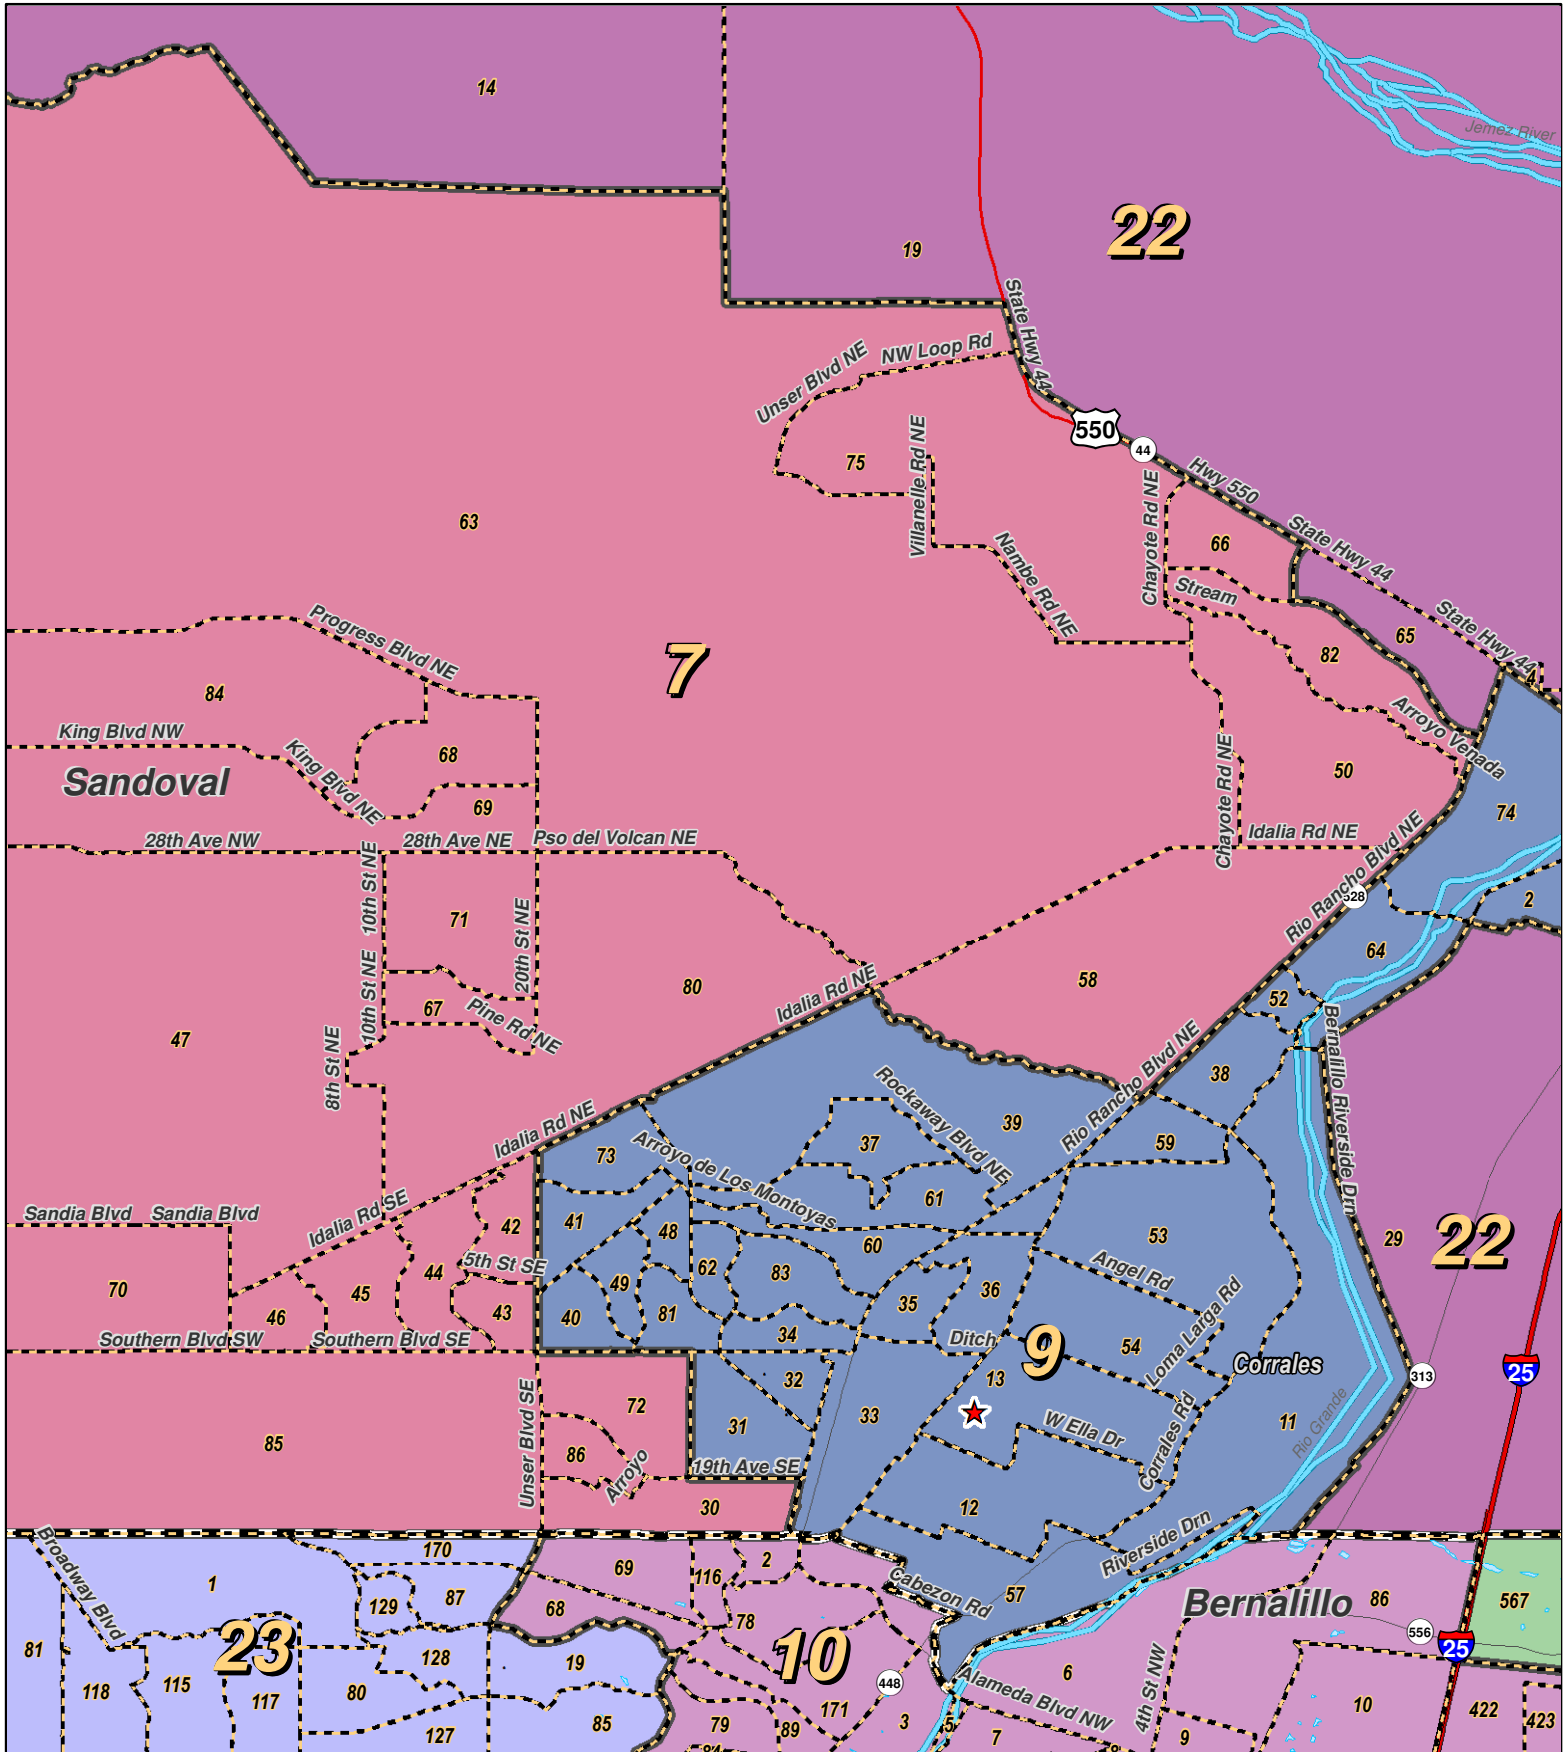 14
Jemez River
22
19
State Hwy 44
NW Loop Rd
Unser Blvd NE
550
44
75
Villanelle Rd NE
Hwy 550
Chayote Rd NE
63
66
State Hwy 44
Nambe Rd NE
Stream
State Hwy 44
65
Progress Blvd NE
7
82
4
84
Arroyo Venada
King Blvd NW
King Blvd NE
68
Sandoval
50
69
74
Chayote Rd NE
Idalia Rd NE
28th Ave NW
28th Ave NE
Pso del Volcan NE
10th St NE
Rio Rancho Blvd NE
528
2
71
20th St NE
64
10th St NE
80
Idalia Rd NE
58
52
67
Pine Rd NE
47
8th St NE
Bernalillo Riverside Drn
Rio Rancho Blvd NE
38
Rockaway Blvd NE
39
Idalia Rd NE
37
59
73
Arroyo de Los Montoyas
61
Sandia Blvd
Sandia Blvd
Idalia Rd SE
42
41
48
60
53
29
22
5th St SE
44
62
83
Angel Rd
70
45
49
36
Loma Larga Rd
46
43
40
81
35
Southern Blvd SW
Southern Blvd SE
34
Ditch
9
54
Corrales
25
313
32
13
Unser Blvd SE
72
31
33
Corrales Rd
Rio Grande
11
85
86
Arroyo
W Ella Dr
19th Ave SE
30
12
Broadway Blvd
170
Riverside Drn
1
69
116
2
Cabezon Rd
57
Bernalillo
86
567
129
87
68
78
23
10
556
25
81
128
19
118
115
117
80
448
6
Alameda Blvd NW
4th St NW
10
422
423
127
85
79
89
171
3
5
7
9